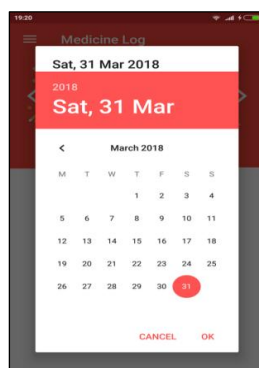 19:20
Medicine Log
Sat, 31 Mar 2018
2018
Sat, 31 Mar
March 2018
M T W T F S S
1 2 3 4
5 6 7 8 9 10 11
12 13 14 15 16 17 18
19 20 21 22 23 24 25
26 27 28 29 30 31
CANCEL OK